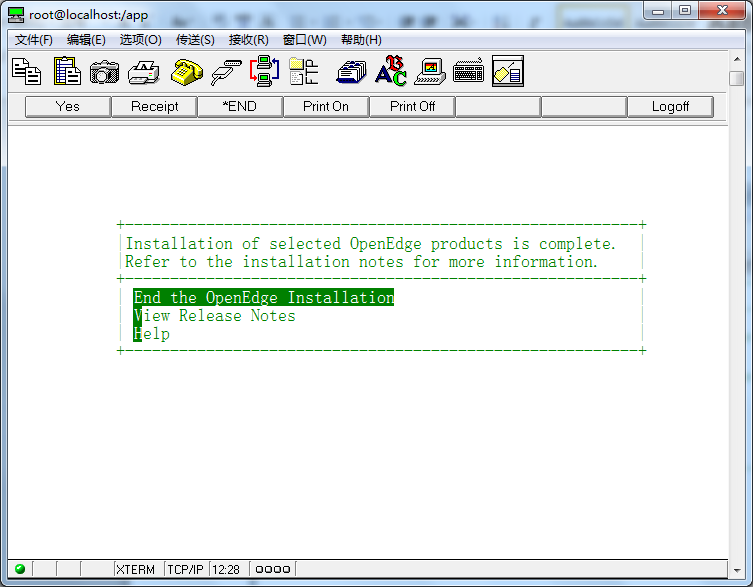 root@localhost:/app
文件(F) 编辑(E) 选项(O) 传送(S) 接收(R) 窗口(W) 帮助(H)
Yes Receipt *END Print On Print Off Logoff
Installation of selected OpenEdge products is complete.
Refer to the installation notes for more information.
End the OpenEdge Installation
View Release Notes
Help
XTERM TCP/IP 12:28